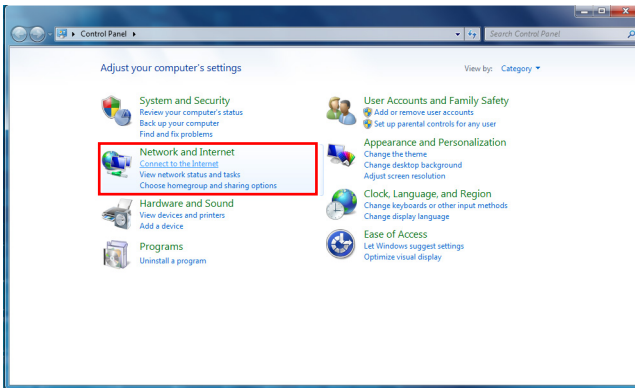 Control Panel
Search Control Panel
Adjust your computer's settings
View by: Category
System and Security
Review your computer's status
Back up your computer
Find and fix problems
Network and Internet
Connect to the Internet
View network status and tasks
Choose homegroup and sharing options
Hardware and Sound
View devices and printers
Add a device
Programs
Uninstall a program
User Accounts and Family Safety
Add or remove user accounts
Set up parental controls for any user
Appearance and Personalization
Change the theme
Change desktop background
Adjust screen resolution
Clock, Language, and Region
Change keyboards or other input methods
Change display language
Ease of Access
Let Windows suggest settings
Optimize visual display